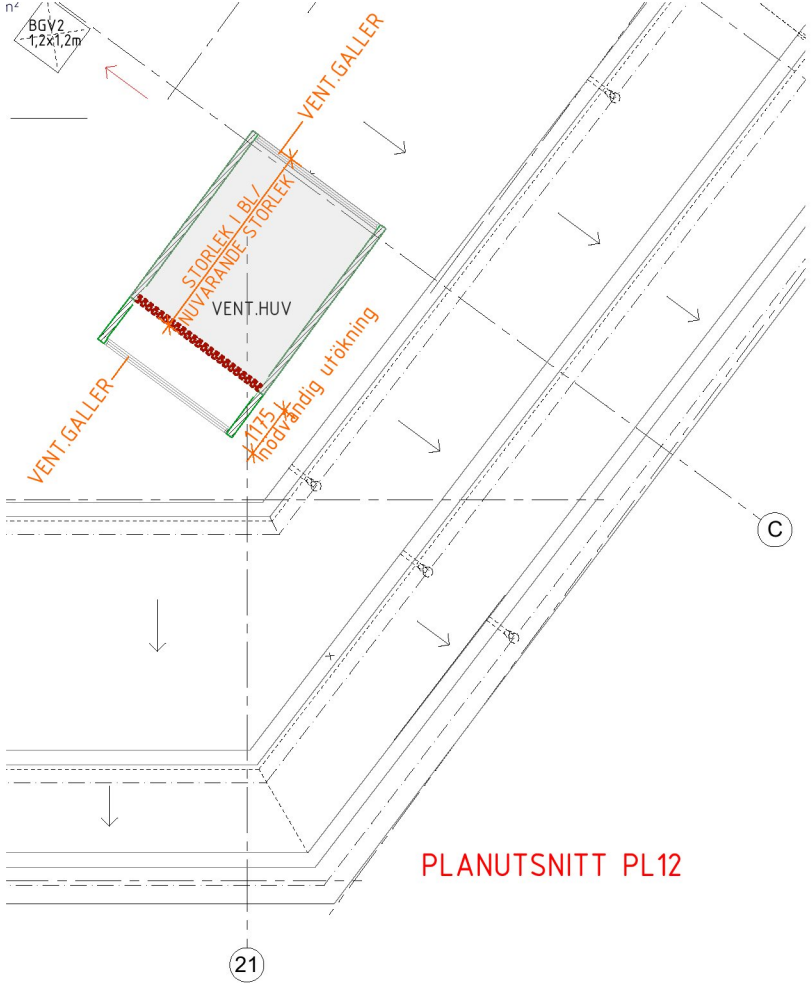 BGV2
1,2x1,2m
VENT.GALLER
STORLEK I BL/
NUVARANDE STORLEK
VENT.HUV
VENT.GALLER
1175
inodvändig utökning
C
PLANUTSNITT PL12
21